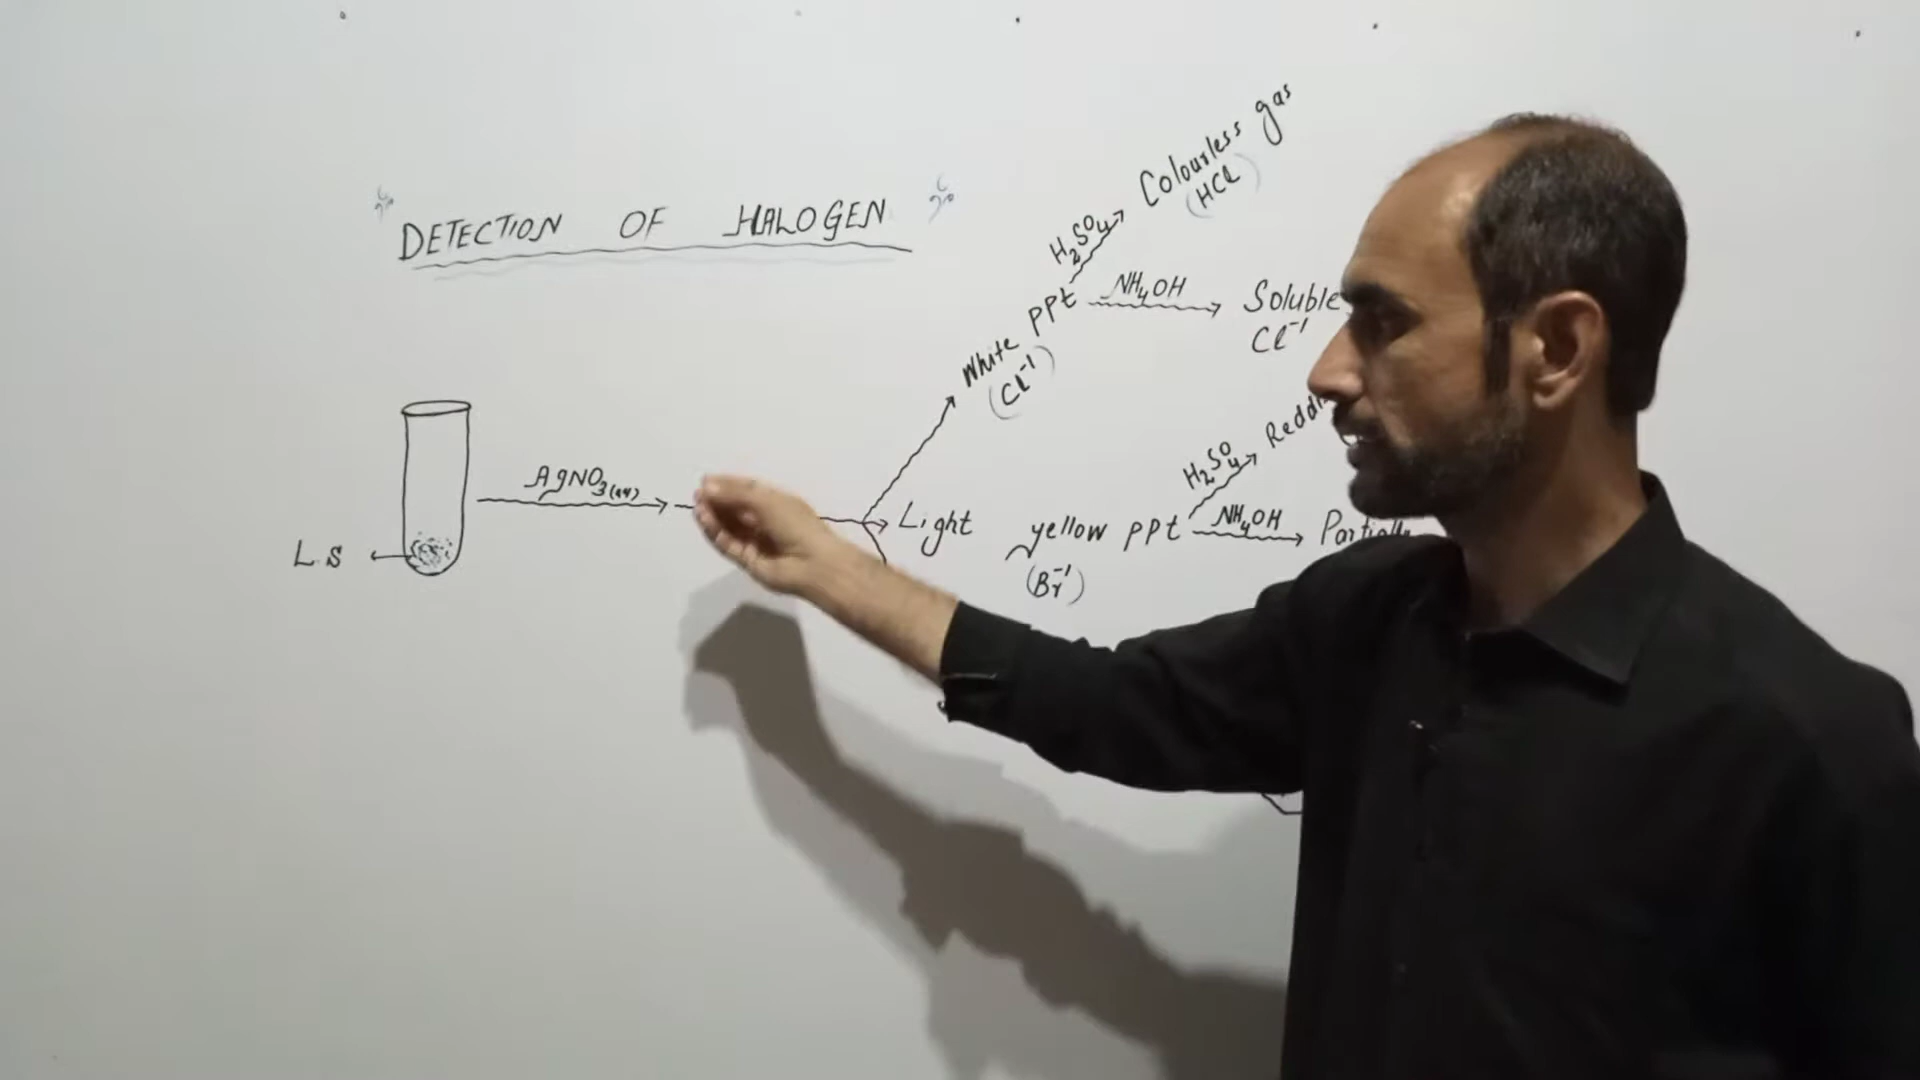 DETECTION OF HALOGEN
L.S
AgNO3(aq)
White ppt
(Cl-1)
H2SO4
Colourless gas
(HCl)
NH4OH
Soluble
Cl-1
Light yellow ppt
(Br-1)
H2SO4
NH4OH